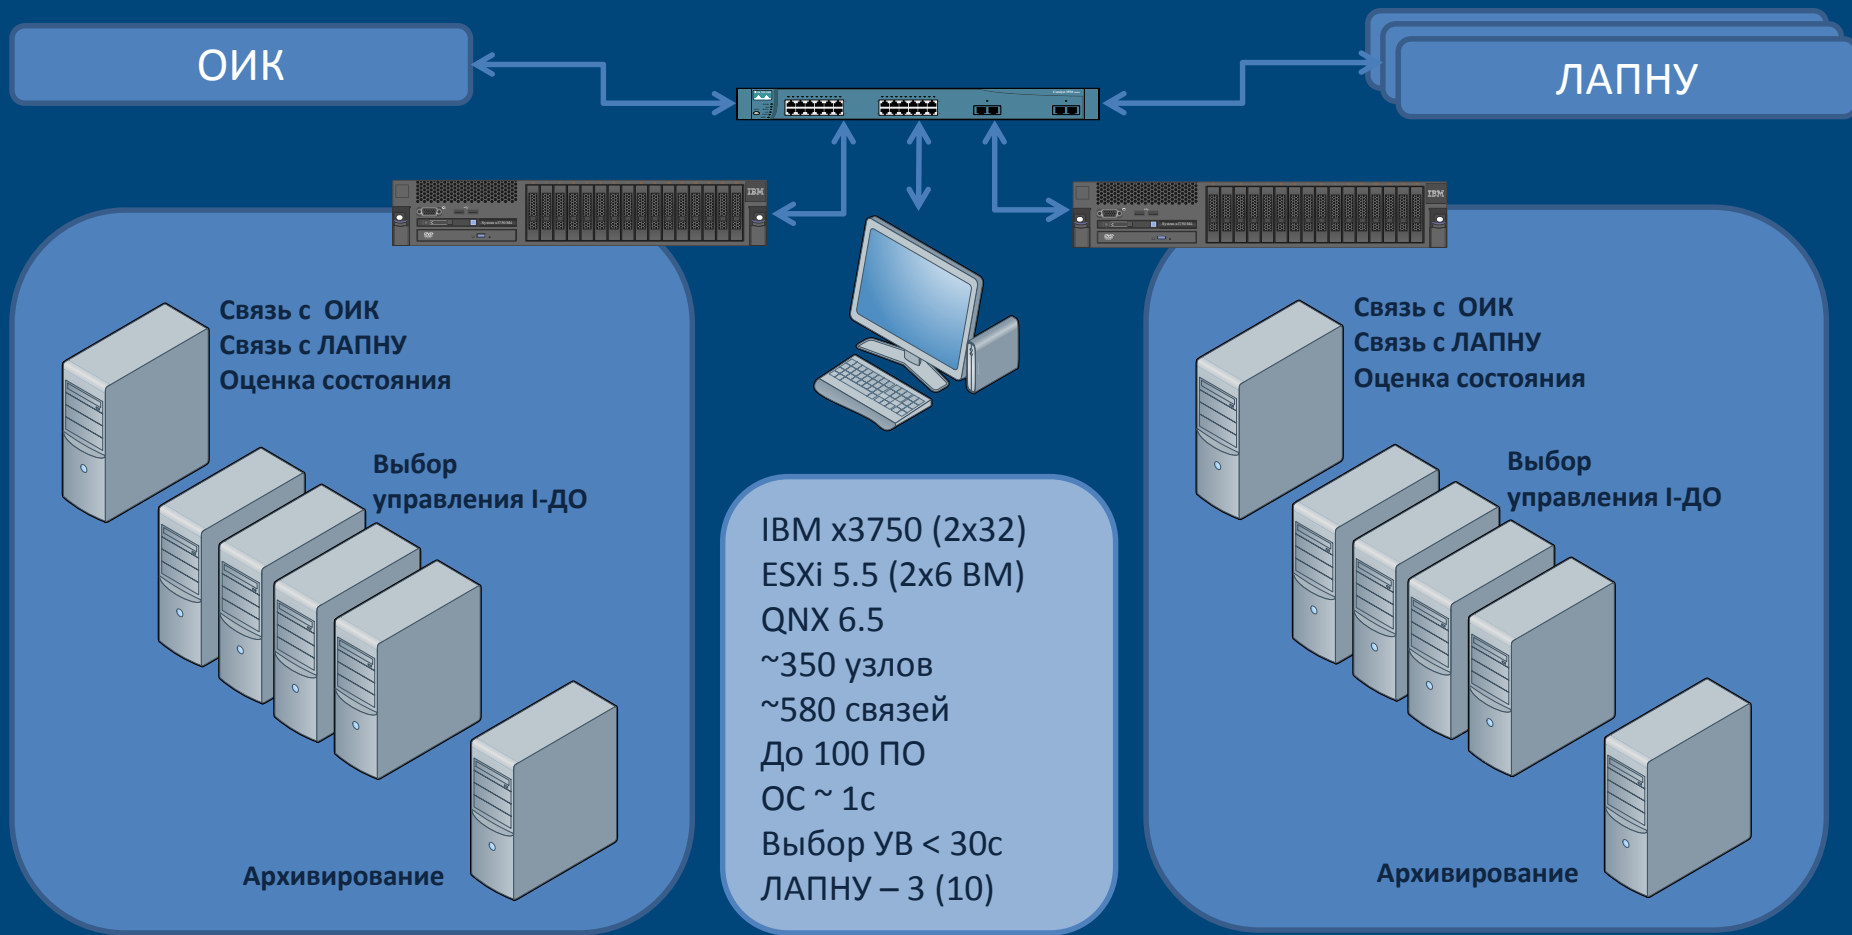 ОИК
ЛАПНУ
IBM
IBM
Связь с ОИК
Связь с ЛАПНУ
Оценка состояния
Выбор
управления I-ДО
Архивирование
IBM x3750 (2x32)
ESXi 5.5 (2x6 ВМ)
QNX 6.5
~350 узлов
~580 связей
До 100 ПО
ОС ~ 1с
Выбор УВ < 30с
ЛАПНУ – 3 (10)
Связь с ОИК
Связь с ЛАПНУ
Оценка состояния
Выбор
управления I-ДО
Архивирование